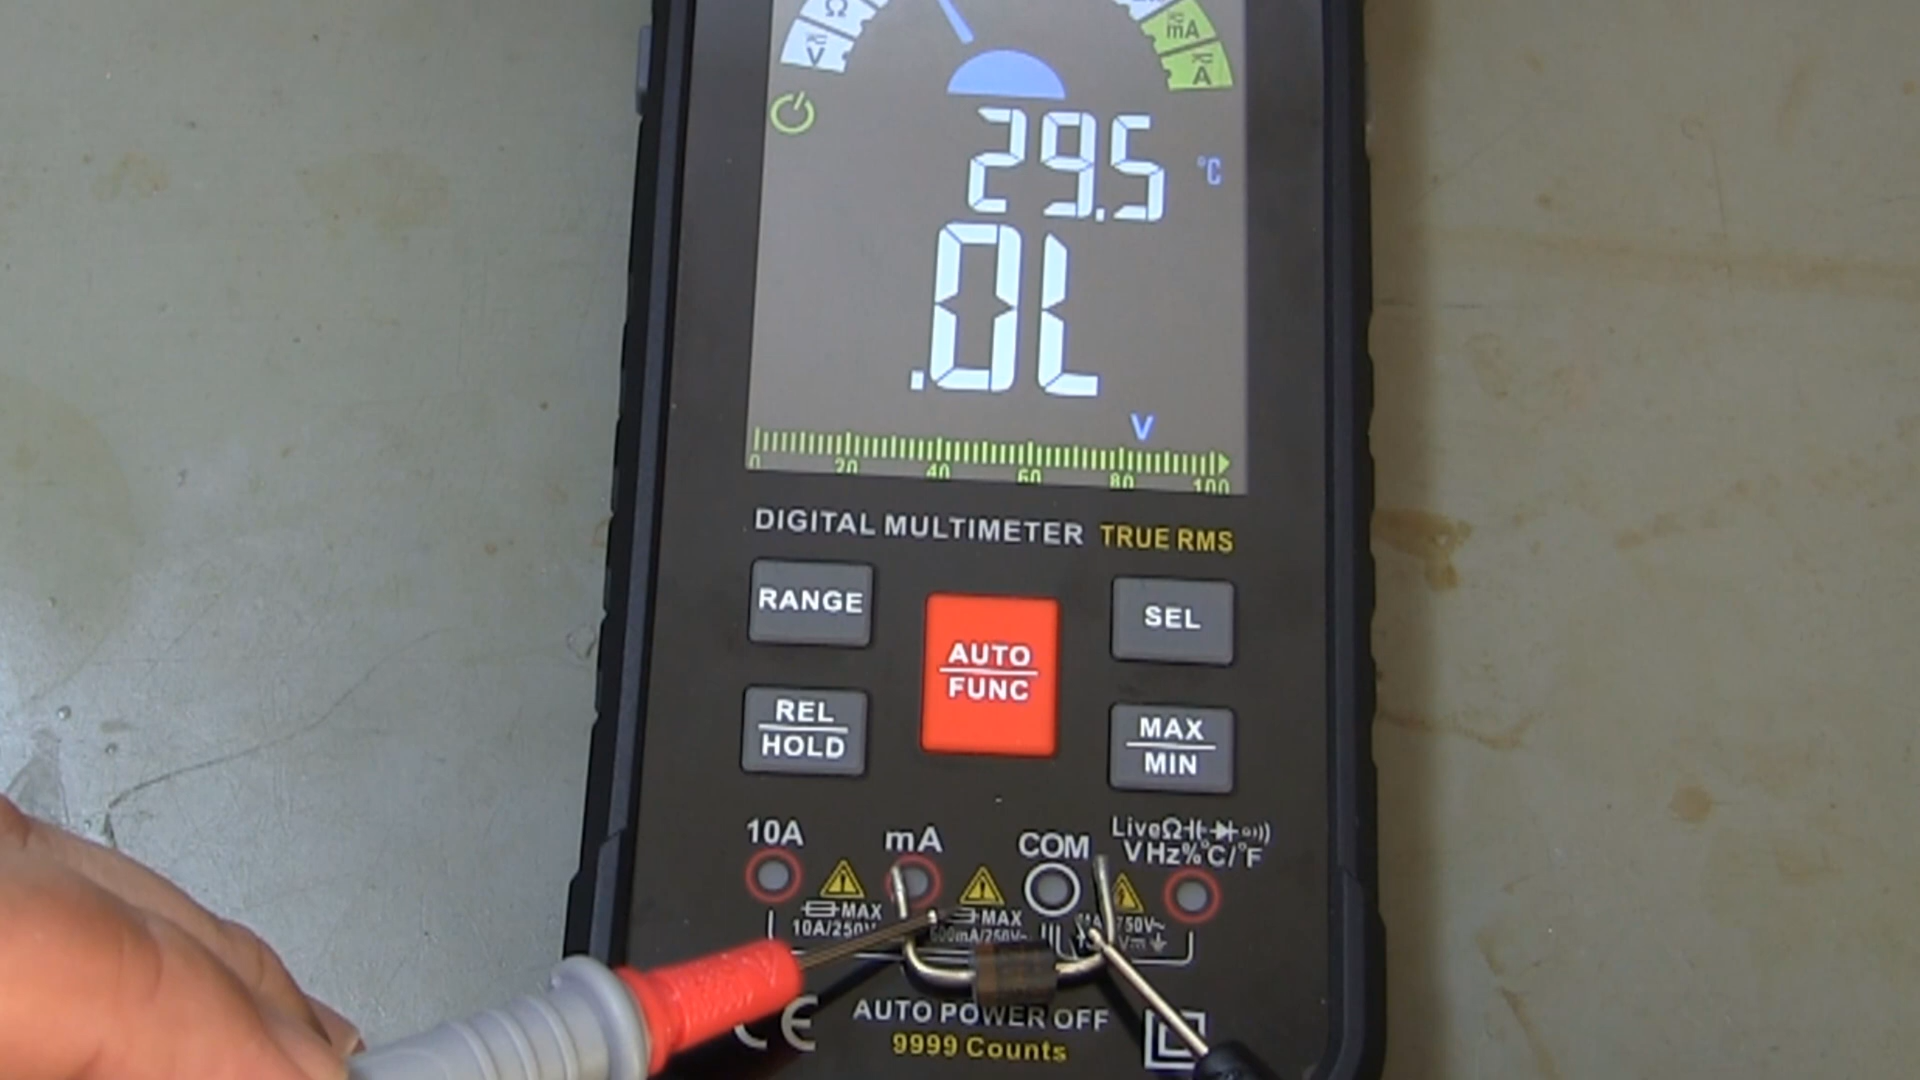 Ω
V
mA
A
29.5 °C
.0L
V
0 20 40 60 80 100
DIGITAL MULTIMETER TRUE RMS
RANGE
SEL
AUTO
FUNC
REL
HOLD
MAX
MIN
10A
mA
COM
LiveΩ
VHz%°C/°F
MAX
10A/250V
MAX
600mA/250V~
750V~
CE
AUTO POWER OFF
9999 Counts